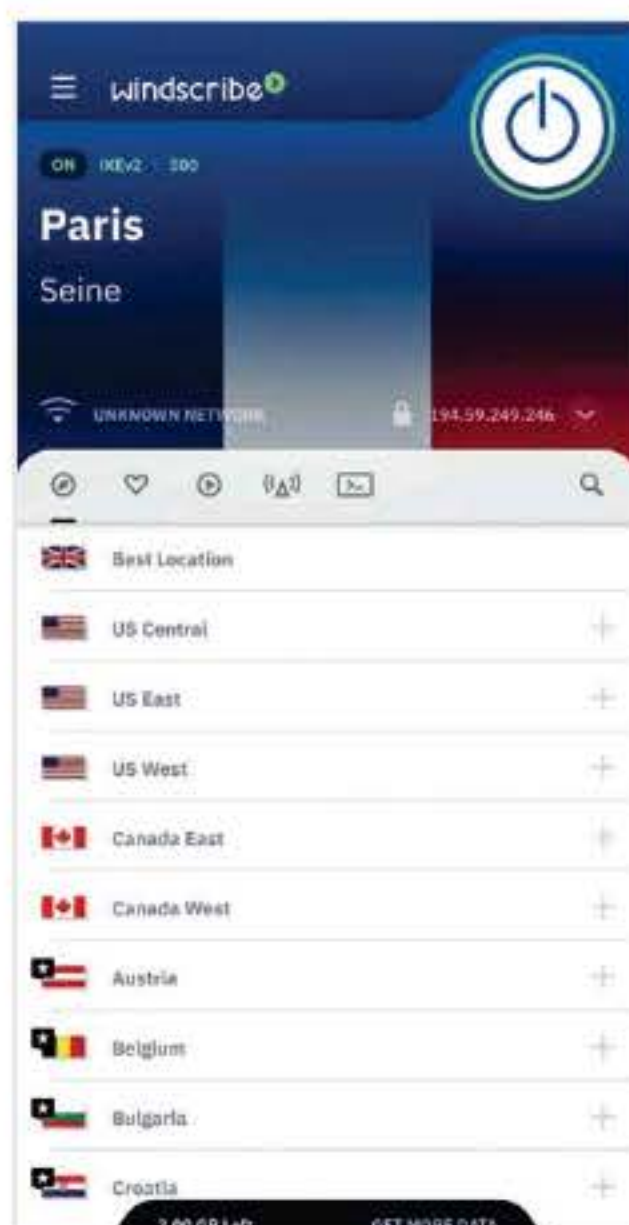 windscribe
ON IKEv2 500
Paris
Seine
UNKNOWN NETWORK 194.59.249.246
Best Location
US Central
US East
US West
Canada East
Canada West
Austria
Belgium
Bulgaria
Croatia
GET MORE DATA